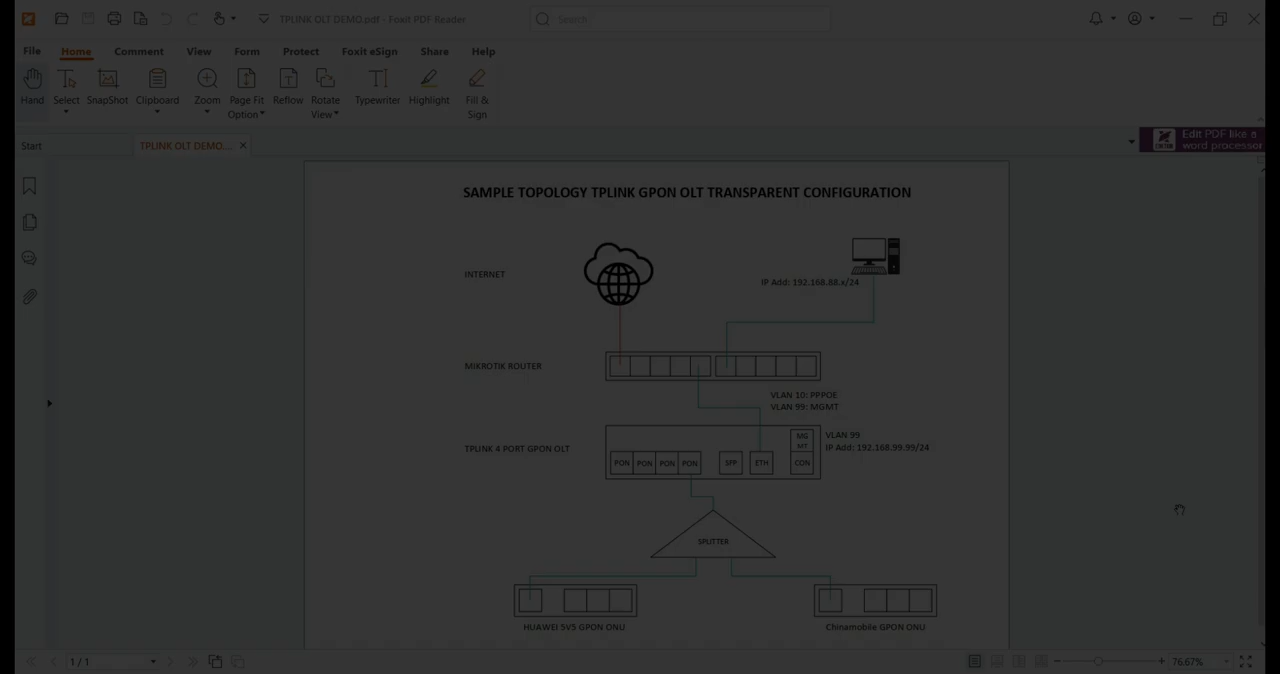 TPLINK OLT DEMO.pdf - Foxit PDF Reader
Search
File Home Comment View Form Protect Foxit eSign Share Help
Hand Select SnapShot Clipboard Zoom Page Fit Option Reflow Rotate View Typewriter Highlight Fill & Sign
Start
TPLINK OLT DEMO...
Edit PDF like a
word processor
SAMPLE TOPOLOGY TPLINK GPON OLT TRANSPARENT CONFIGURATION
INTERNET
IP Add: 192.168.88.x/24
MIKROTIK ROUTER
VLAN 10: PPPOE
VLAN 99: MGMT
TPLINK 4 PORT GPON OLT
MG
MT
VLAN 99
IP Add: 192.168.99.99/24
PON PON PON PON SFP ETH CON
SPLITTER
HUAWEI 5V5 GPON ONU
Chinamobile GPON ONU
1 / 1
76.67%